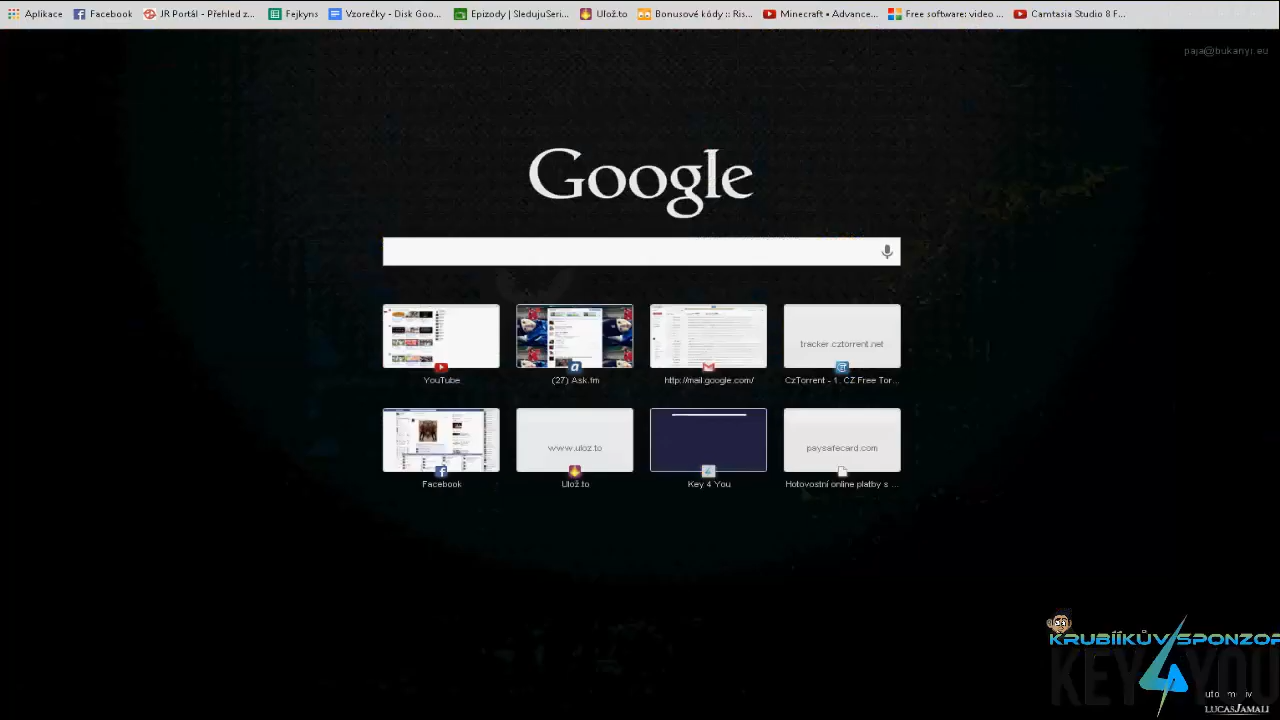 Aplikace Facebook JR Portál - Přehled z... Fejkyns Vzorečky - Disk Goo... Epizody | SledujuSeri... Ulož.to Bonusové kódy :: Ris... Minecraft • Advance... Free software: video ... Camtasia Studio 8 F...
paja@bukanyi.eu
Google
tracker.cztorrent.net
YouTube (27) Ask.fm http://mail.google.com/ CzTorrent - 1. CZ Free Tor...
www.uloz.to paysafecard.com
Facebook Ulož.to Key 4 You Hotovostní online platby s ...
KRUBIÍKŮV SPONZOR
KEY4YOU
LUCASJAMALI